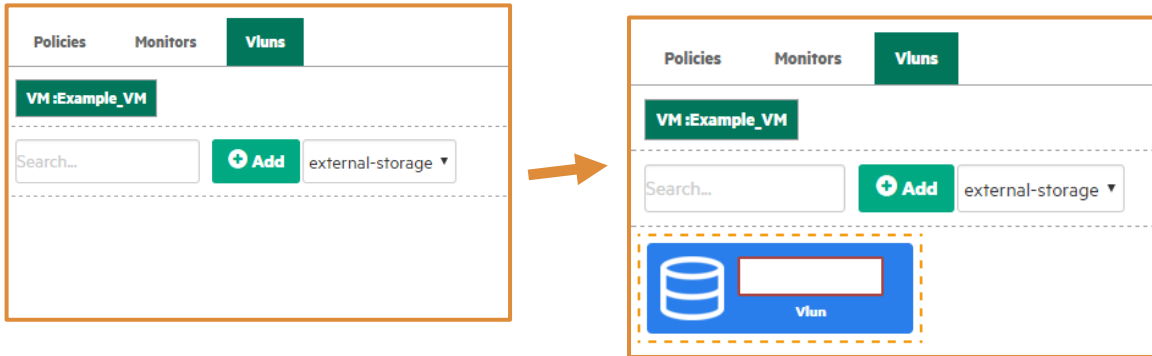 Policies Monitors Vluns
VM :Example_VM
Search... Add external-storage
Policies Monitors Vluns
VM :Example_VM
Search... Add external-storage
Vlun